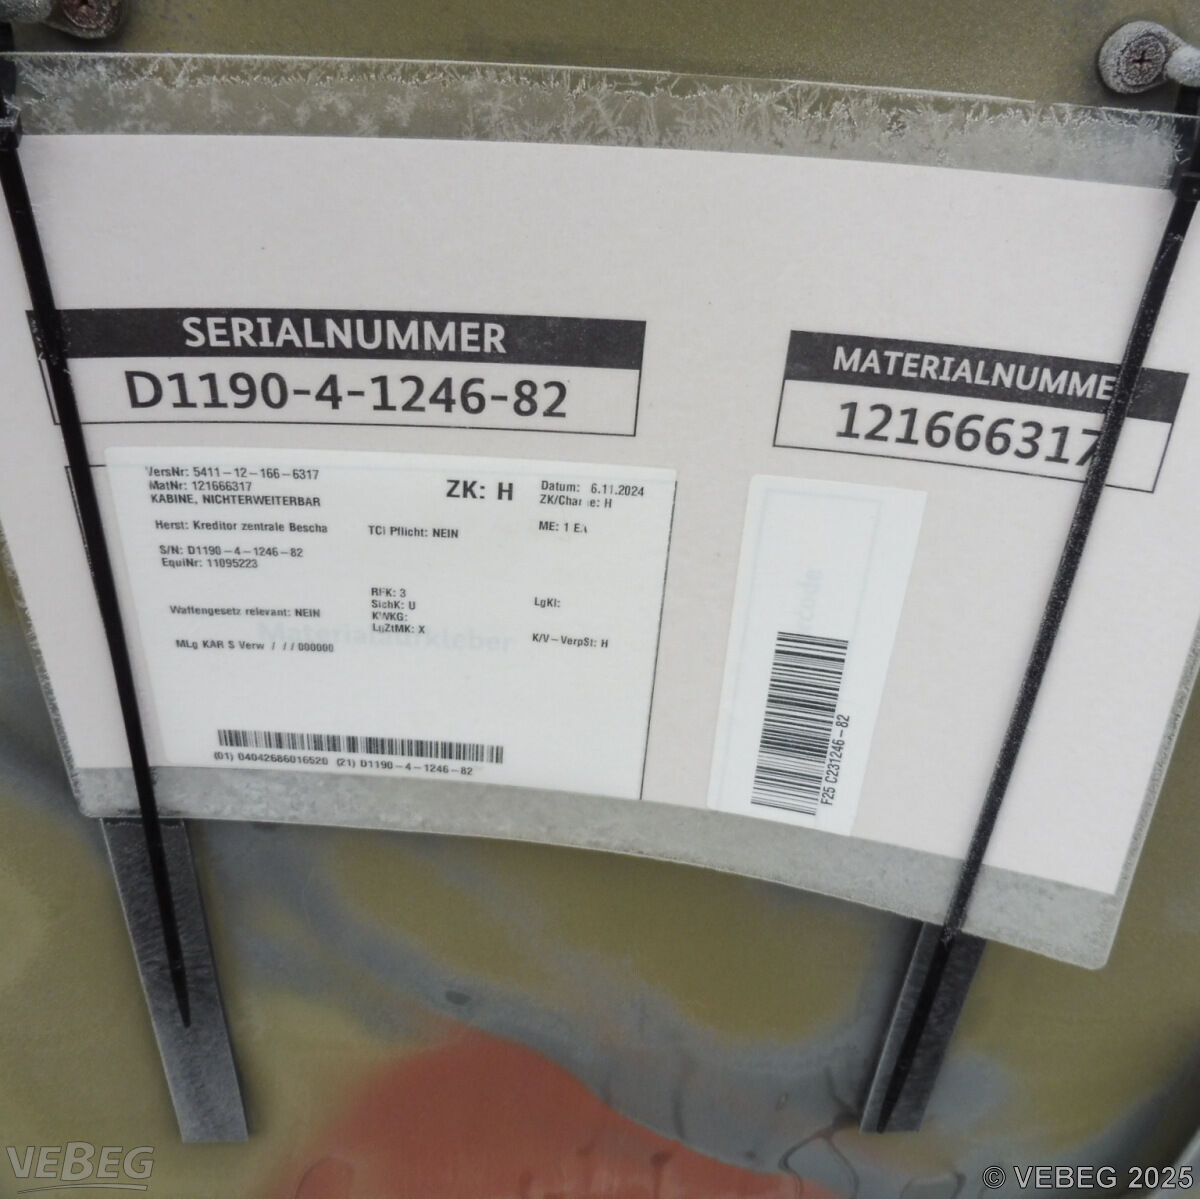 SERIALNUMMER
D1190-4-1246-82
MATERIALNUMME
121666317
VersNr: 5411-12-166-6317
MatNr: 121666317
KABINE, NICHTERWEITERBAR
ZK: H
Datum: 6.11.2024
ZK/Charge: H
Herst: Kreditor zentrale Bescha
TCI Pflicht: NEIN
ME: 1 EA
S/N: D1190-4-1246-82
EquiNr: 11095223
RFK: 3
SichK: U
KWKG:
LgZtMK: X
LgKl:
Waffengesetz relevant: NEIN
K/V-VerpSt: H
MLg KAR S Verw / / / 000000
Materialaufkleber
(01) 04042686016520 (21) D1190-4-1246-82
F25 C231246-82
VEBEG
© VEBEG 2025